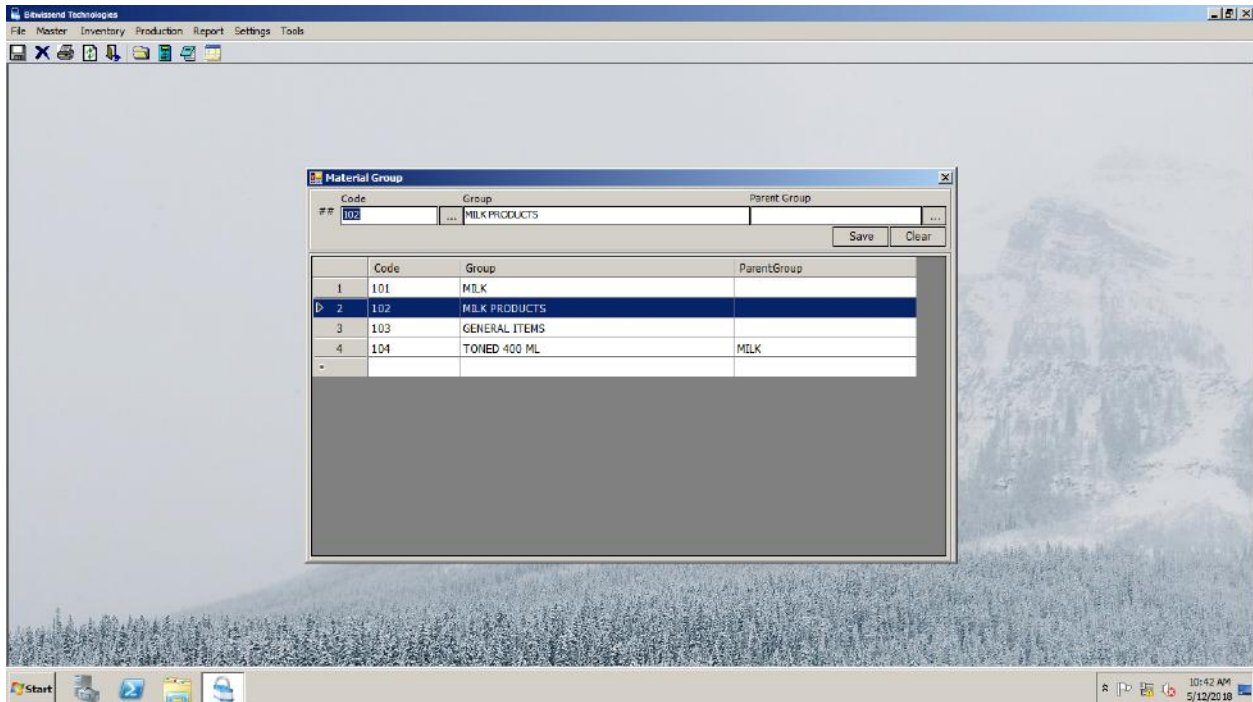 Bitwissend Technologies
File Master Inventory Production Report Settings Tools
Material Group
Code Group Parent Group
## 102 ... MILK PRODUCTS ...
Save Clear
Code Group ParentGroup
1 101 MILK
2 102 MILK PRODUCTS
3 103 GENERAL ITEMS
4 104 TONED 400 ML MILK
Start
10:42 AM
5/12/2018